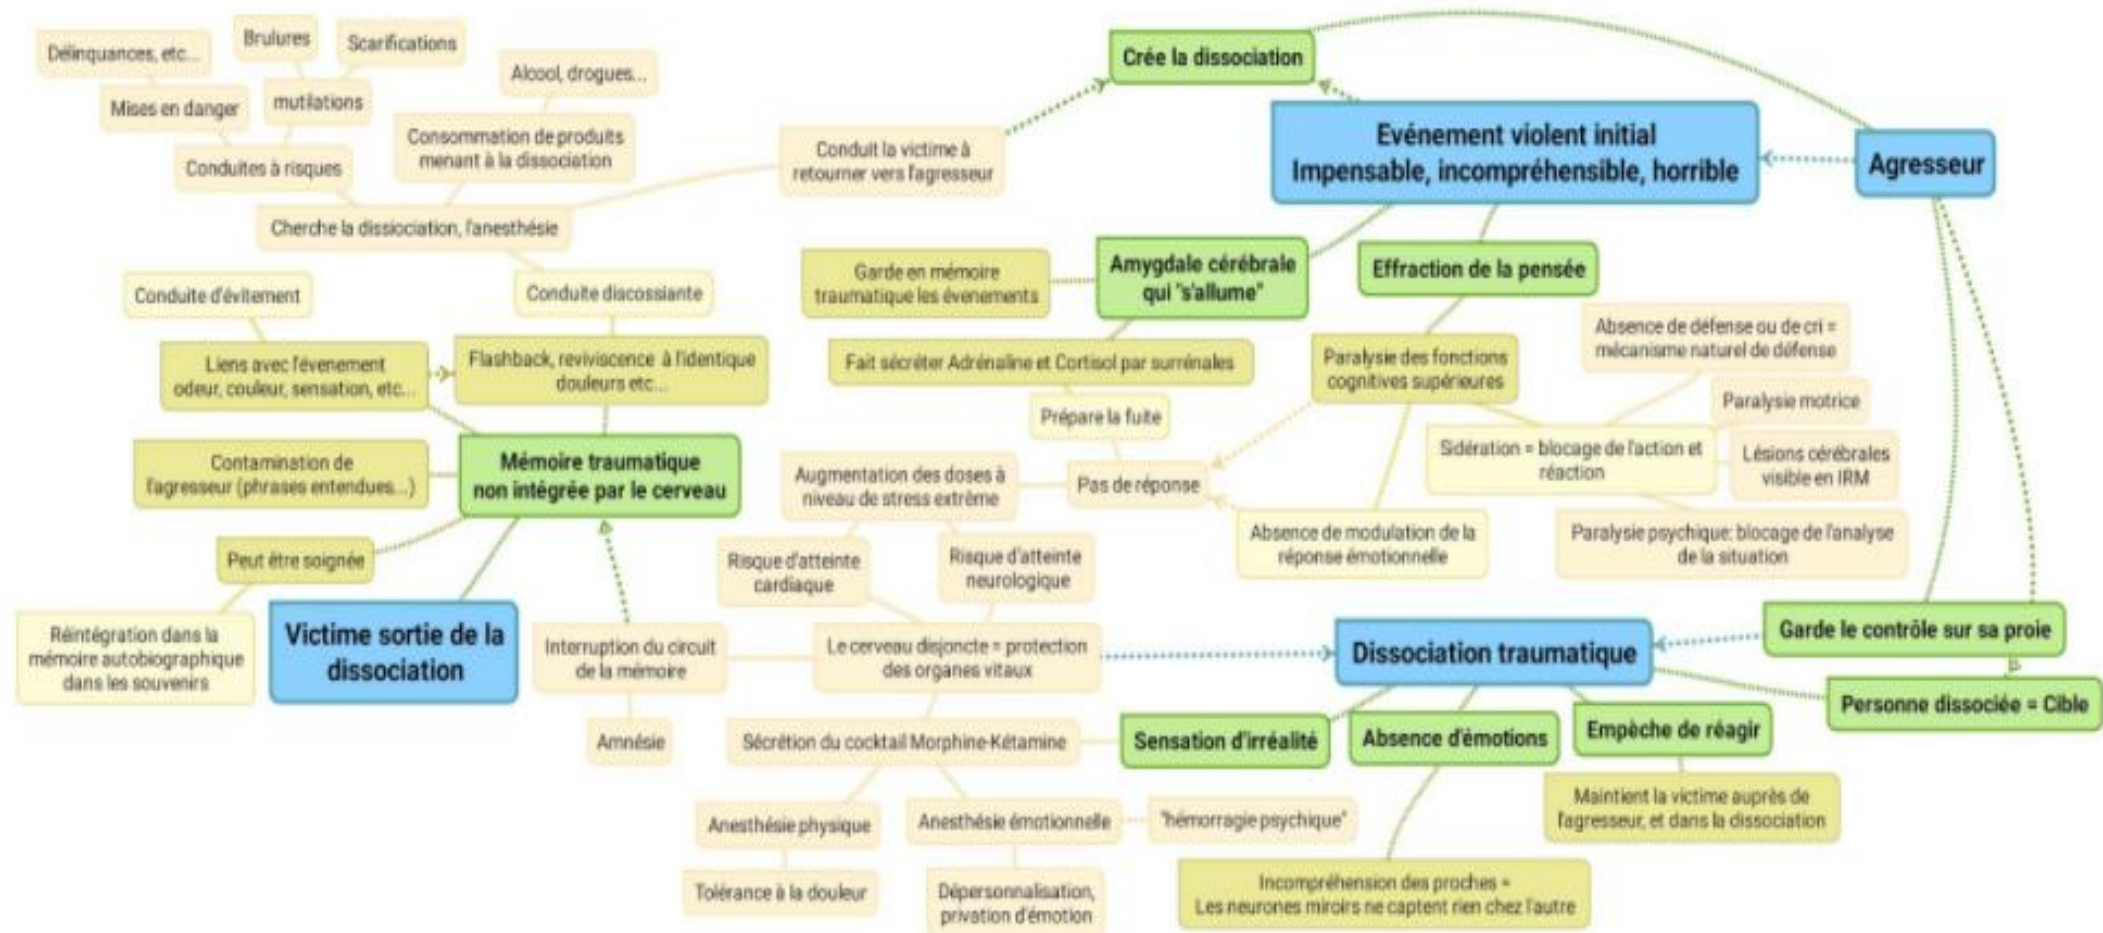 Délinquances, etc...
Brulures
Scarifications
Mises en danger
mutilations
Alcool, drogues...
Conduites à risques
Consommation de produits
menant à la dissociation
Cherche la dissiociation, l'anesthésie
Conduit la victime à
retourner vers l'agresseur
Crée la dissociation
Evénement violent initial
Impensable, incompréhensible, horrible
Agresseur
Conduite d'évitement
Conduite discossiante
Garde en mémoire
traumatique les évenements
Amygdale cérébrale
qui "s'allume"
Effraction de la pensée
Liens avec l'évenement
odeur, couleur, sensation, etc...
Flashback, reviviscence à l'identique
douleurs etc...
Fait sécréter Adrénaline et Cortisol par surrénales
Paralysie des fonctions
cognitives supérieures
Absence de défense ou de cri =
mécanisme naturel de défense
Prépare la fuite
Paralysie motrice
Contamination de
l'agresseur (phrases entendues...)
Mémoire traumatique
non intégrée par le cerveau
Augmentation des doses à
niveau de stress extrême
Pas de réponse
Sidération = blocage de l'action et
réaction
Lésions cérébrales
visible en IRM
Peut être soignée
Risque d'atteinte
cardiaque
Risque d'atteinte
neurologique
Absence de modulation de la
réponse émotionnelle
Paralysie psychique: blocage de l'analyse
de la situation
Réintégration dans la
mémoire autobiographique
dans les souvenirs
Victime sortie de la
dissociation
Interruption du circuit
de la mémoire
Le cerveau disjoncte = protection
des organes vitaux
Dissociation traumatique
Garde le contrôle sur sa proie
Personne dissociée = Cible
Amnésie
Sécrétion du cocktail Morphine-Kétamine
Sensation d'irréalité
Absence d'émotions
Empèche de réagir
Anesthésie physique
Anesthésie émotionnelle
"hémorragie psychique"
Maintient la victime auprès de
l'agresseur, et dans la dissociation
Tolérance à la douleur
Dépersonnalisation,
privation d'émotion
Incompréhension des proches =
Les neurones miroirs ne captent rien chez l'autre